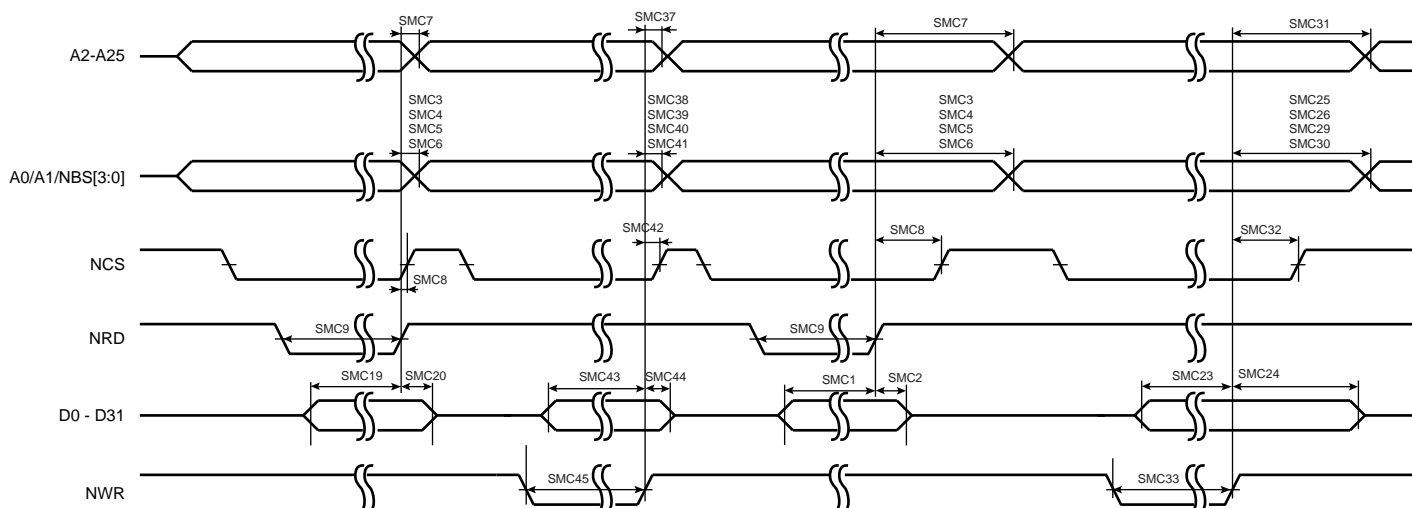 SMC7 SMC37 SMC7 SMC31
A2-A25
SMC3 SMC38 SMC3 SMC25
SMC4 SMC39 SMC4 SMC26
SMC5 SMC40 SMC5 SMC29
SMC6 SMC41 SMC6 SMC30
A0/A1/NBS[3:0]
SMC42 SMC8 SMC32
NCS
SMC8
SMC9 SMC9
NRD
SMC19 SMC20 SMC43 SMC44 SMC1 SMC2 SMC23 SMC24
D0 - D31
SMC45 SMC33
NWR